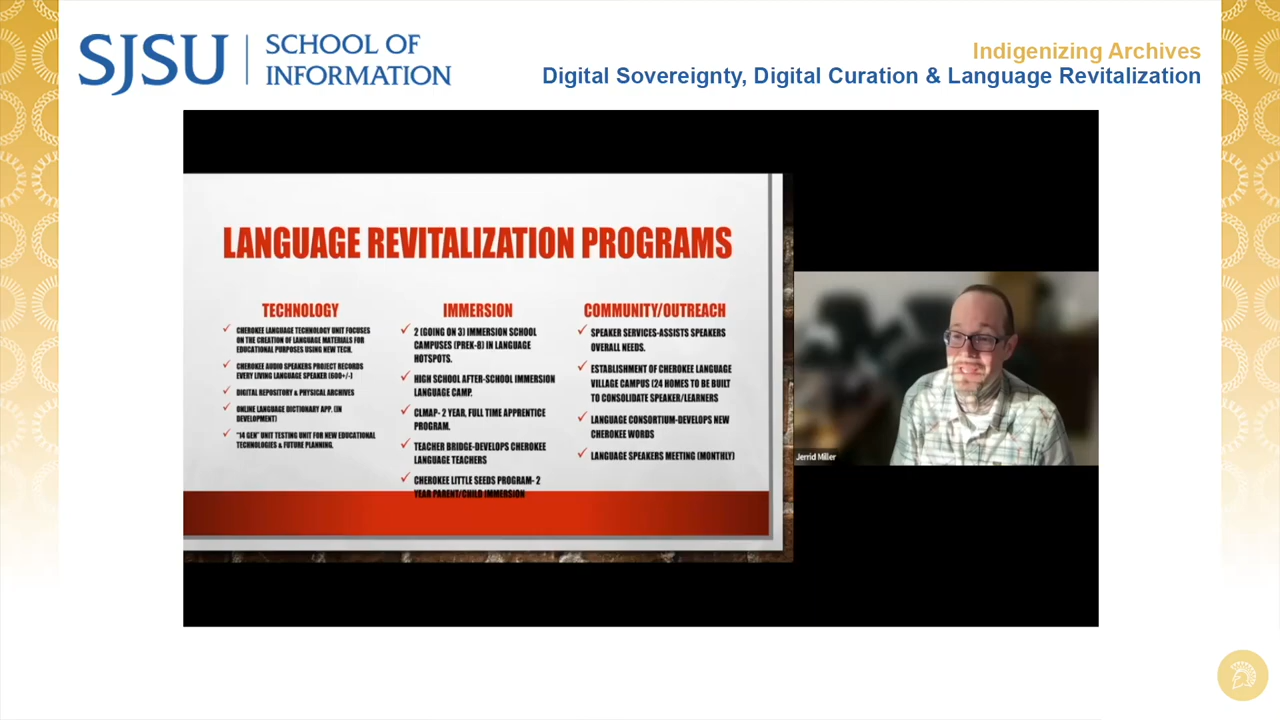 SJSU
SCHOOL OF
INFORMATION
Indigenizing Archives
Digital Sovereignty, Digital Curation & Language Revitalization
LANGUAGE REVITALIZATION PROGRAMS
TECHNOLOGY
CHEROKEE LANGUAGE TECHNOLOGY UNIT FOCUSES
ON THE CREATION OF LANGUAGE MATERIALS FOR
EDUCATIONAL PURPOSES USING NEW TECH.
CHEROKEE AUDIO SPEAKERS PROJECT RECORDS
EVERY LIVING LANGUAGE SPEAKER (600+/-)
DIGITAL REPOSITORY & PHYSICAL ARCHIVES
ONLINE LANGUAGE DICTIONARY APP. (IN
DEVELOPMENT)
"14 GEN" UNIT TESTING UNIT FOR NEW EDUCATIONAL
TECHNOLOGIES & FUTURE PLANNING.
IMMERSION
2 (GOING ON 3) IMMERSION SCHOOL
CAMPUSES (PREK-8) IN LANGUAGE
HOTSPOTS.
HIGH SCHOOL AFTER-SCHOOL IMMERSION
LANGUAGE CAMP.
CLMAP- 2 YEAR, FULL TIME APPRENTICE
PROGRAM.
TEACHER BRIDGE-DEVELOPS CHEROKEE
LANGUAGE TEACHERS
CHEROKEE LITTLE SEEDS PROGRAM- 2
YEAR PARENT/CHILD IMMERSION
COMMUNITY/OUTREACH
SPEAKER SERVICES-ASSISTS SPEAKERS
OVERALL NEEDS.
ESTABLISHMENT OF CHEROKEE LANGUAGE
VILLAGE CAMPUS (24 HOMES TO BE BUILT
TO CONSOLIDATE SPEAKER/LEARNERS
LANGUAGE CONSORTIUM-DEVELOPS NEW
CHEROKEE WORDS
LANGUAGE SPEAKERS MEETING (MONTHLY)
Jerrid Miller